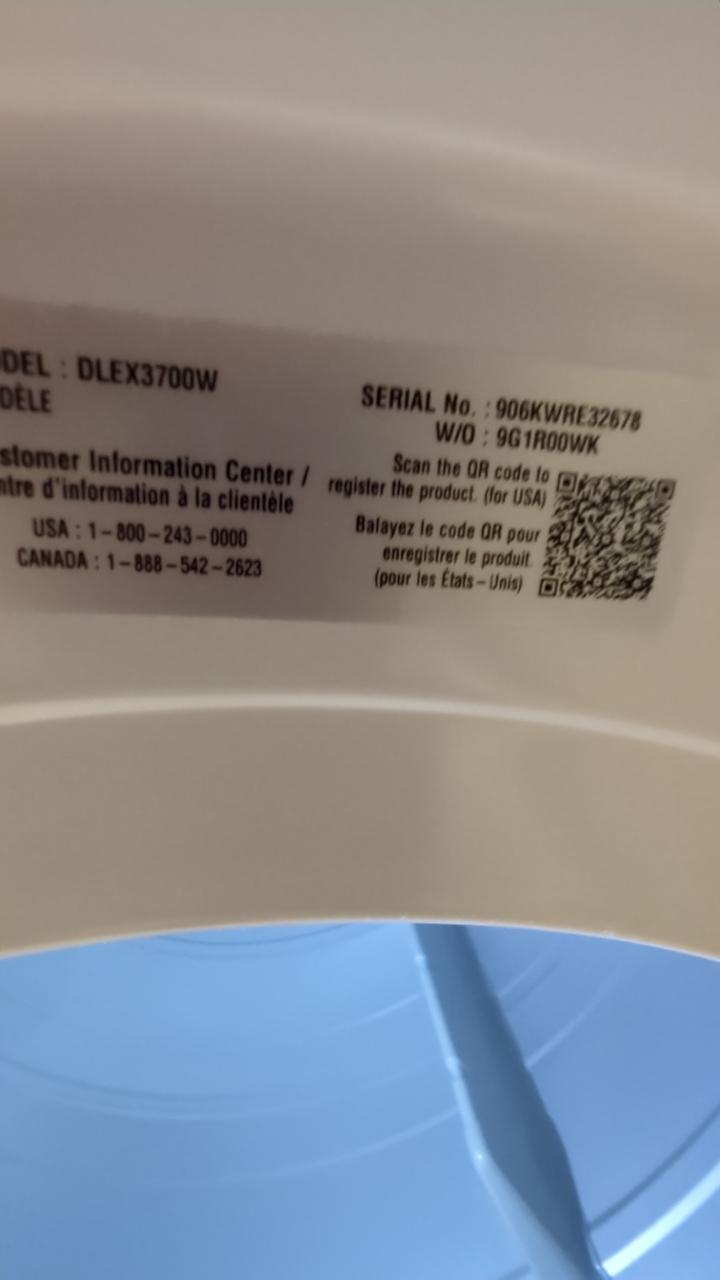 DEL : DLEX3700W
DÈLE
stomer Information Center /
ntre d'information à la clientèle
USA : 1-800-243-0000
CANADA : 1-888-542-2623
SERIAL No. : 906KWRE32678
W/O : 9G1R00WK
Scan the QR code to
register the product. (for USA)
Balayez le code QR pour
enregistrer le produit.
(pour les États-Unis)